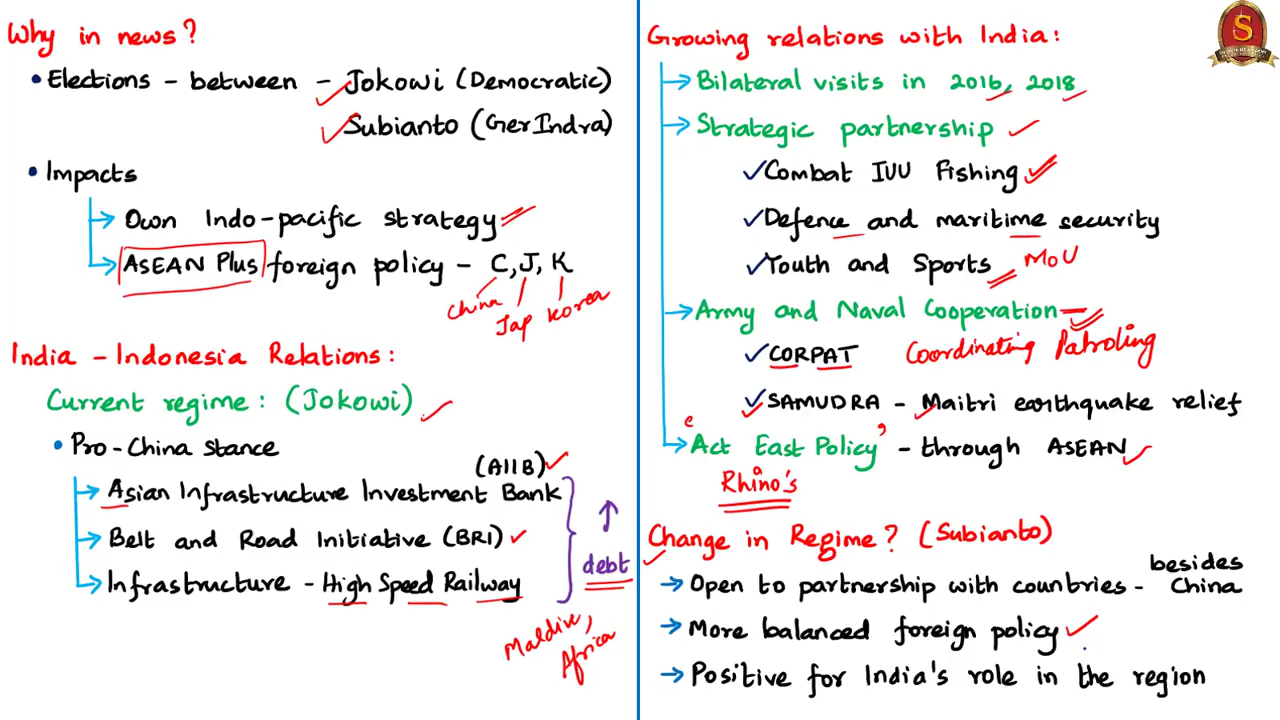 Why in news?
• Elections - between - Jokowi (Democratic)
Subianto (GerIndra)
• Impacts
Own Indo-pacific strategy
ASEAN Plus foreign policy - C, J, K
China Jap Korea
India - Indonesia Relations:
Current regime: (Jokowi)
• Pro-China stance
(AIIB)
Asian Infrastructure Investment Bank
Belt and Road Initiative (BRI)
Infrastructure - High Speed Railway
debt
Maldive,
Africa
Growing relations with India:
Bilateral visits in 2016, 2018
Strategic partnership
Combat IUU Fishing
Defence and maritime security
Youth and Sports MoU
Army and Naval Cooperation
CORPAT Coordinating Patroling
SAMUDRA - Maitri earthquake relief
'Act East Policy' - through ASEAN
Rhino's
Change in Regime? (Subianto)
besides
Open to partnership with countries - China
More balanced foreign policy
Positive for India's role in the region
S